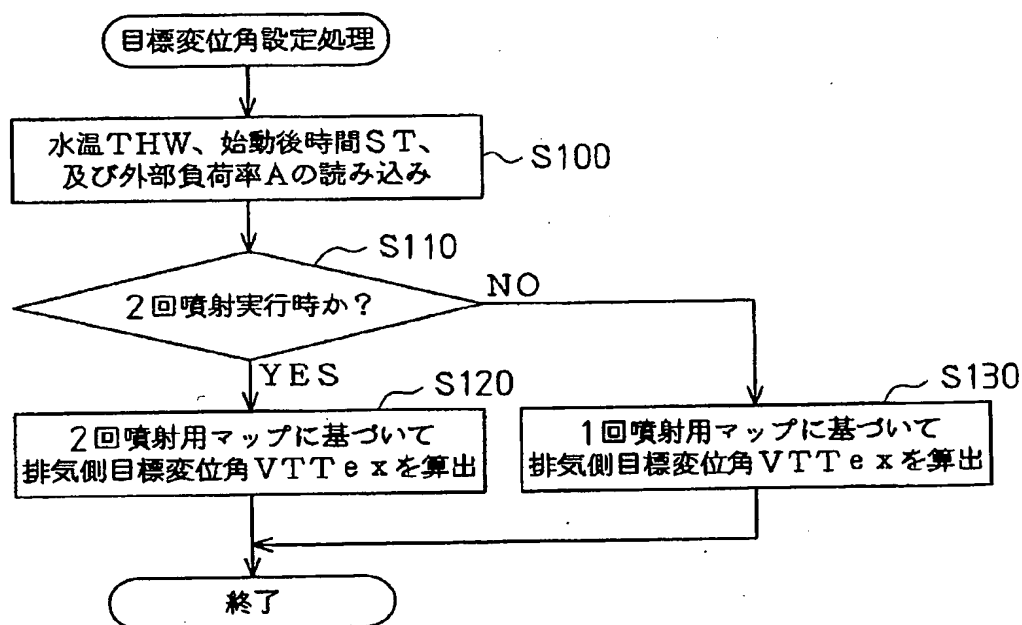 目標変位角設定処理
水温THW、始動後時間ST、
及び外部負荷率Aの読み込み
S100
S110
2回噴射実行時か?
NO
YES
S120
2回噴射用マップに基づいて
排気側目標変位角VTTexを算出
S130
1回噴射用マップに基づいて
排気側目標変位角VTTexを算出
終了